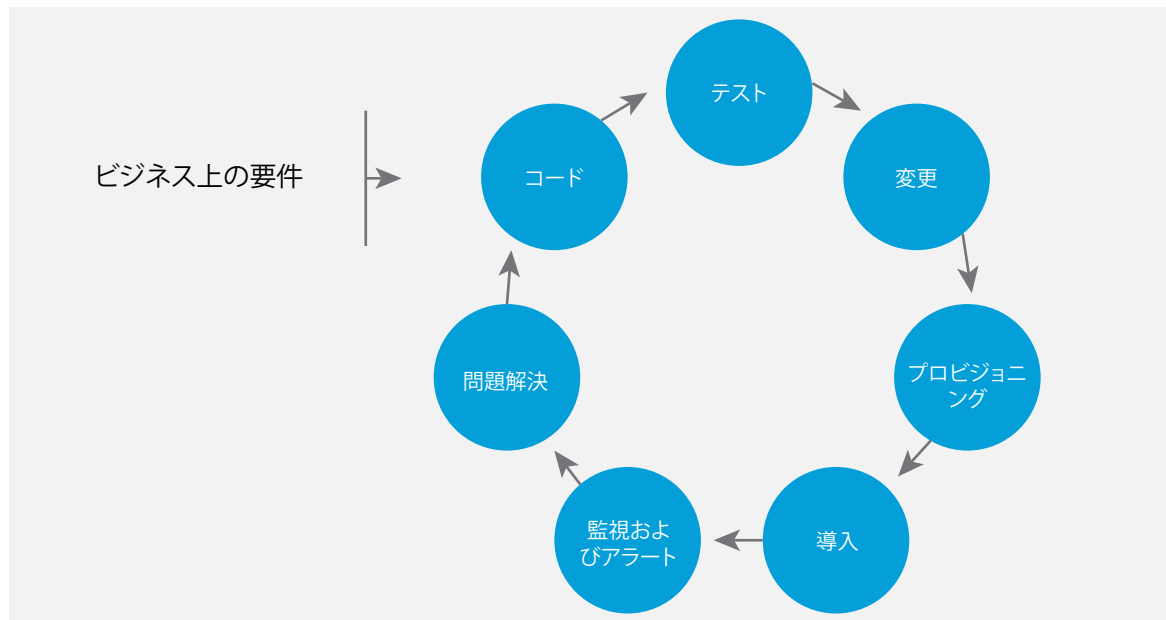 ビジネス上の要件
コード
テスト
変更
プロビジョニ
ング
導入
監視およ
びアラート
問題解決